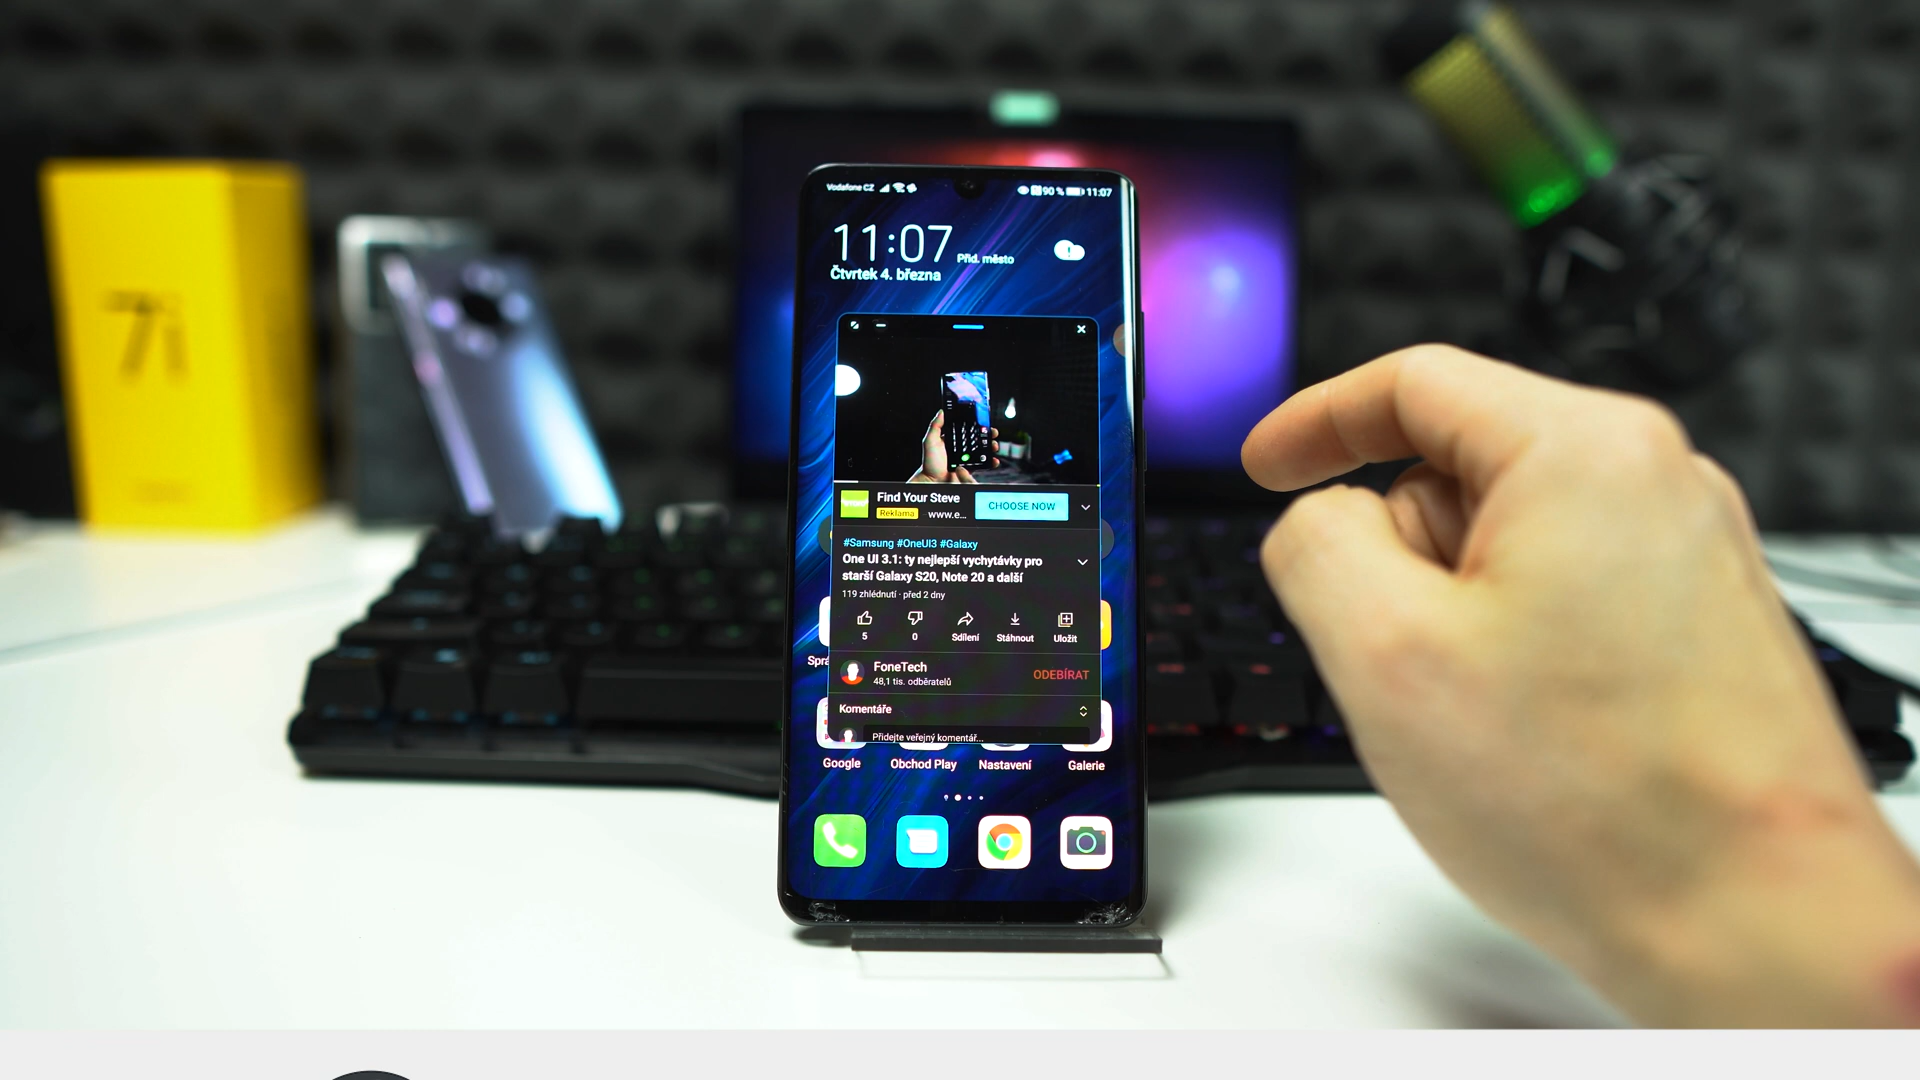 7i
Vodafone CZ
90 % 11:07
11:07 Přid. město
Čtvrtek 4. března
Find Your Steve
Reklama www.e...
CHOOSE NOW
#Samsung #OneUI3 #Galaxy
One UI 3.1: ty nejlepší vychytávky pro
starší Galaxy S20, Note 20 a další
119 zhlédnutí · před 2 dny
5 0 Sdílení Stáhnout Uložit
FoneTech
48,1 tis. odběratelů
ODEBÍRAT
Komentáře
Přidejte veřejný komentář...
Google Obchod Play Nastavení Galerie